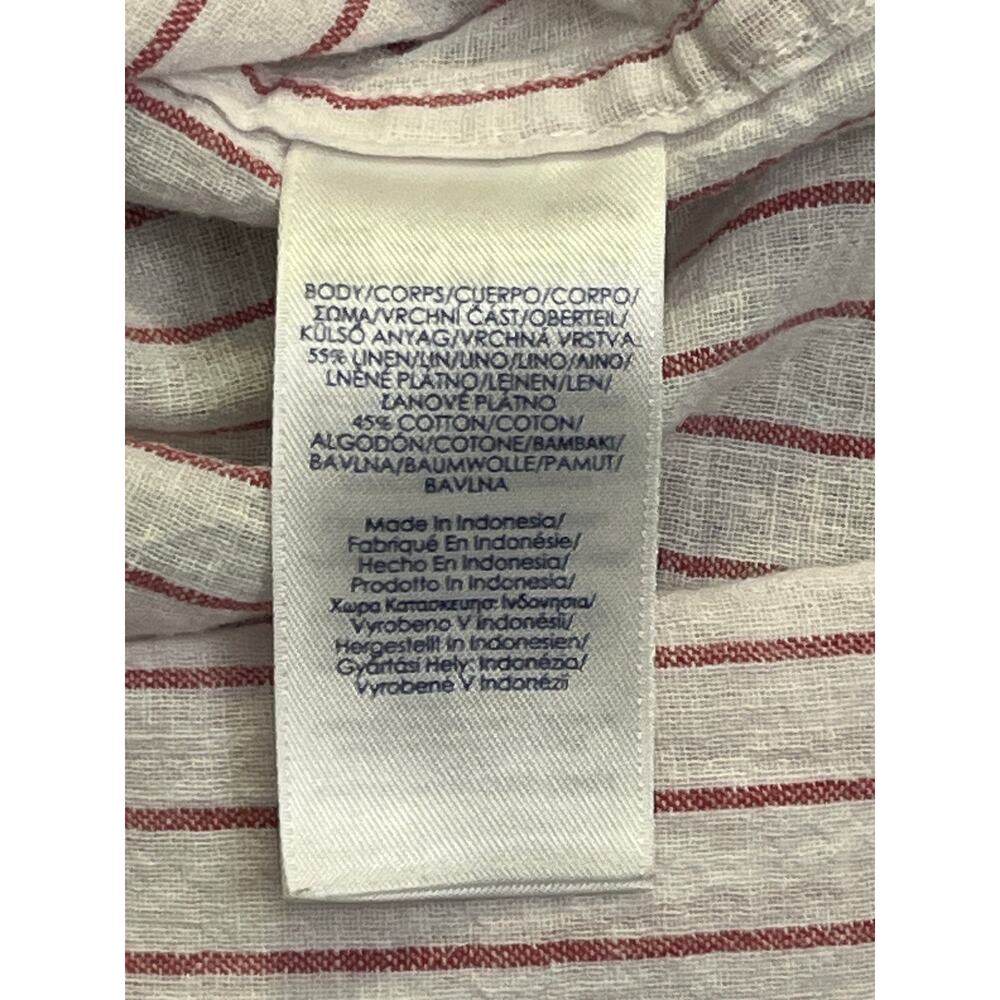 BODY/CORPS/CUERPO/CORPO/
ΣΩΜΑ/VRCHNÍ ČÁST/OBERTEIL/
KÜLSŐ ANYAG/VRCHNÁ VRSTVA
55% LINEN/LIN/LINO/LINO/ΛΙΝΟ/
LNĚNÉ PLÁTNO/LEINEN/LEN/
ĽANOVÉ PLÁTNO
45% COTTON/COTON/
ALGODÓN/COTONE/BAMBAKI/
BAVLNA/BAUMWOLLE/PAMUT/
BAVLNA
Made In Indonesia/
Fabriqué En Indonésie/
Hecho En Indonesia/
Prodotto In Indonesia/
Χωρα Κατασκευησ: Ινδονησια/
Vyrobeno V Indonésii/
Hergestellt In Indonesien/
Gyártási Hely: Indonézia/
Vyrobené V Indonézii